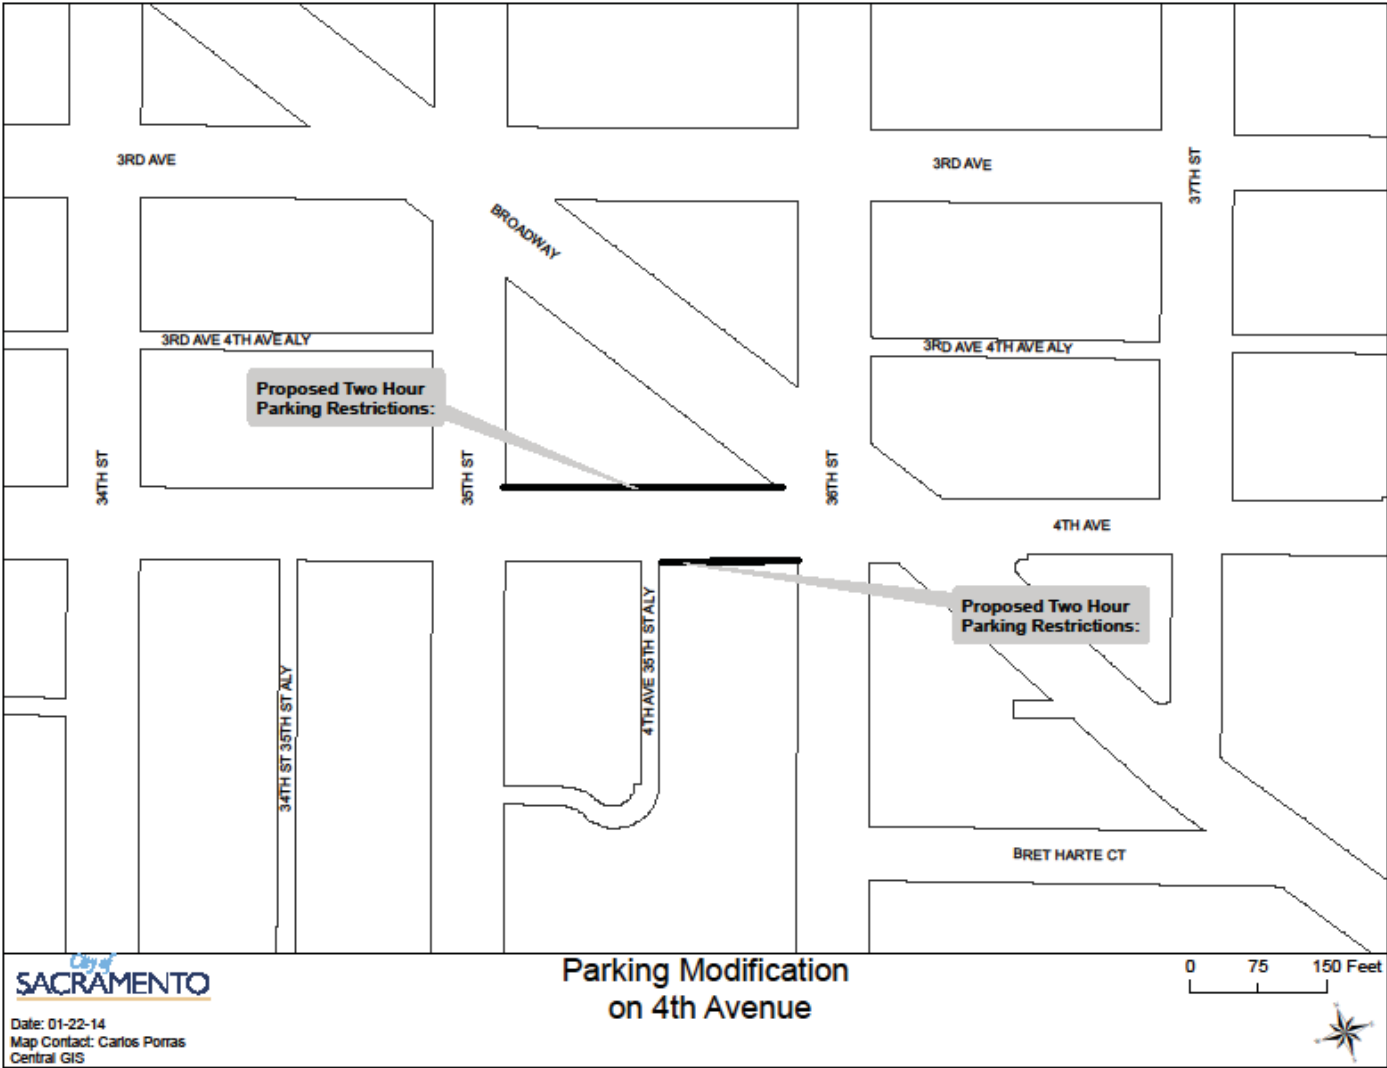 3RD AVE
3RD AVE
37TH ST
BROADWAY
3RD AVE 4TH AVE ALY
3RD AVE 4TH AVE ALY
Proposed Two Hour
Parking Restrictions:
34TH ST
35TH ST
36TH ST
4TH AVE
Proposed Two Hour
Parking Restrictions:
4TH AVE 35TH ST ALY
34TH ST 35TH ST ALY
BRET HARTE CT
City of
SACRAMENTO
Date: 01-22-14
Map Contact: Carlos Porras
Central GIS
Parking Modification
on 4th Avenue
0 75 150 Feet